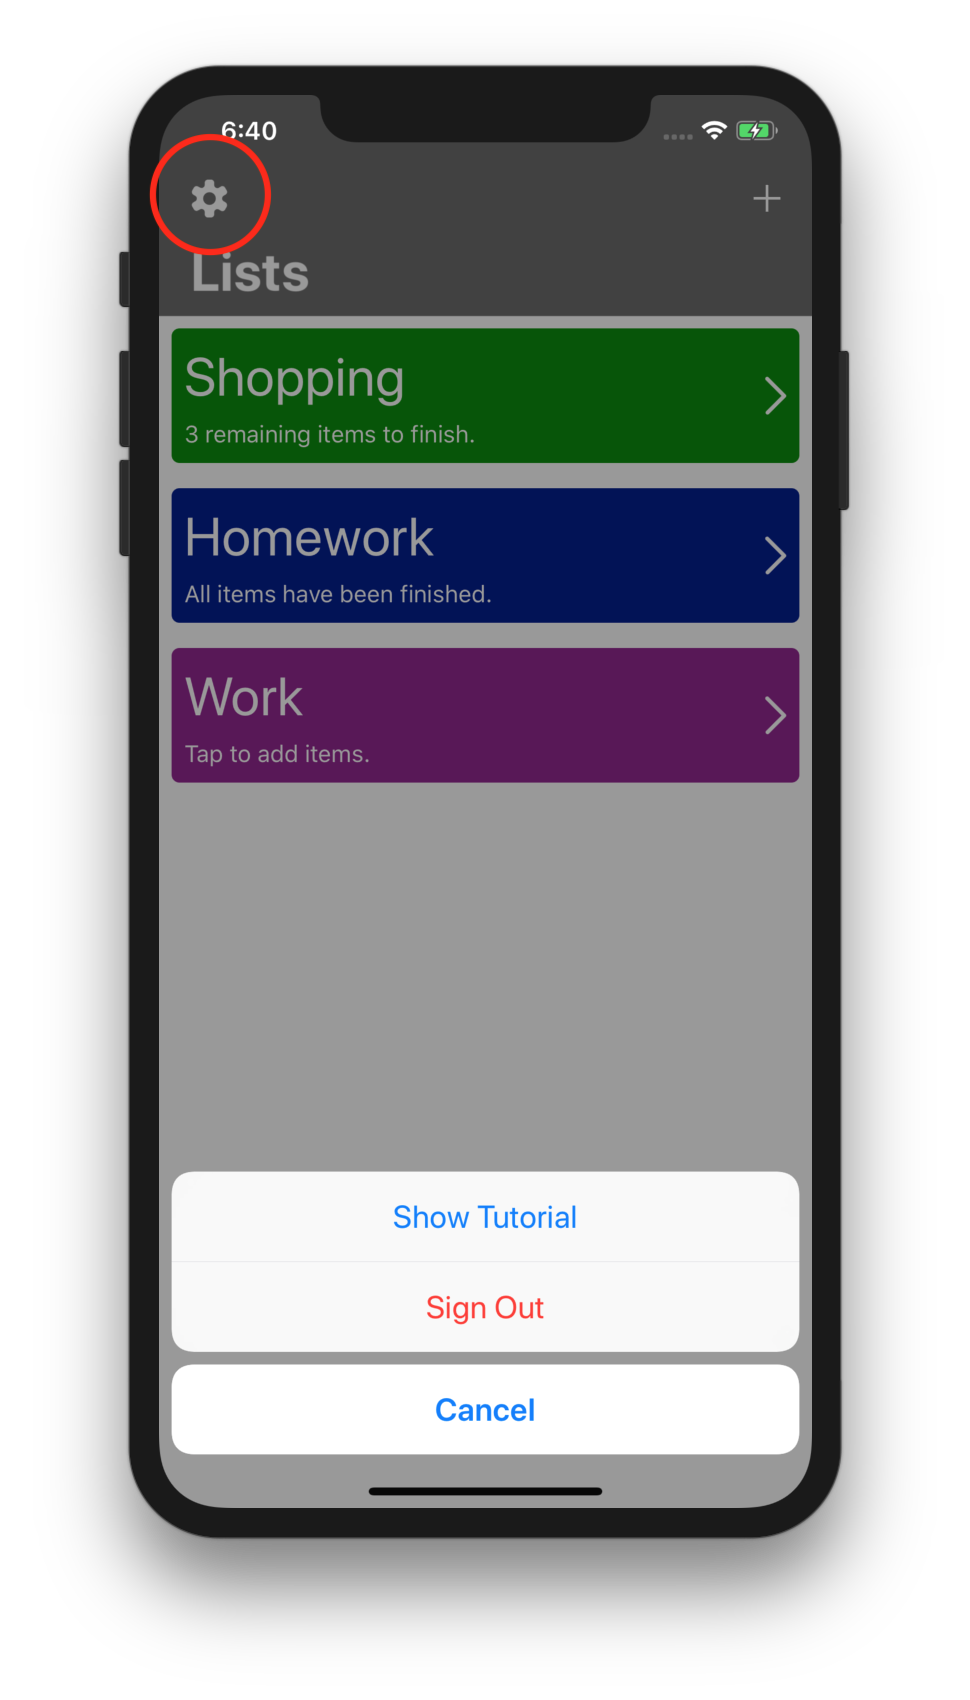 6:40
Lists
Shopping
3 remaining items to finish.
Homework
All items have been finished.
Work
Tap to add items.
Show Tutorial
Sign Out
Cancel